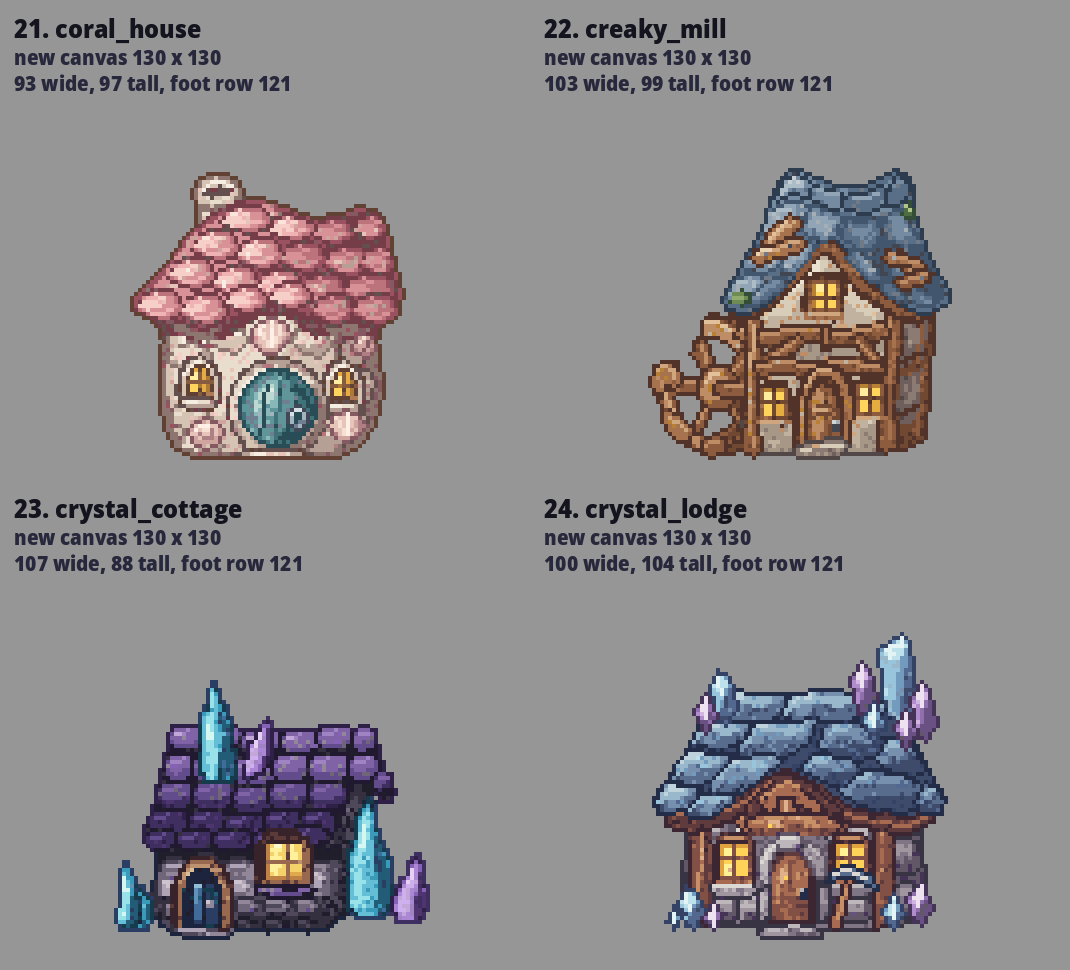 21. coral_house
new canvas 130 x 130
93 wide, 97 tall, foot row 121
22. creaky_mill
new canvas 130 x 130
103 wide, 99 tall, foot row 121
23. crystal_cottage
new canvas 130 x 130
107 wide, 88 tall, foot row 121
24. crystal_lodge
new canvas 130 x 130
100 wide, 104 tall, foot row 121